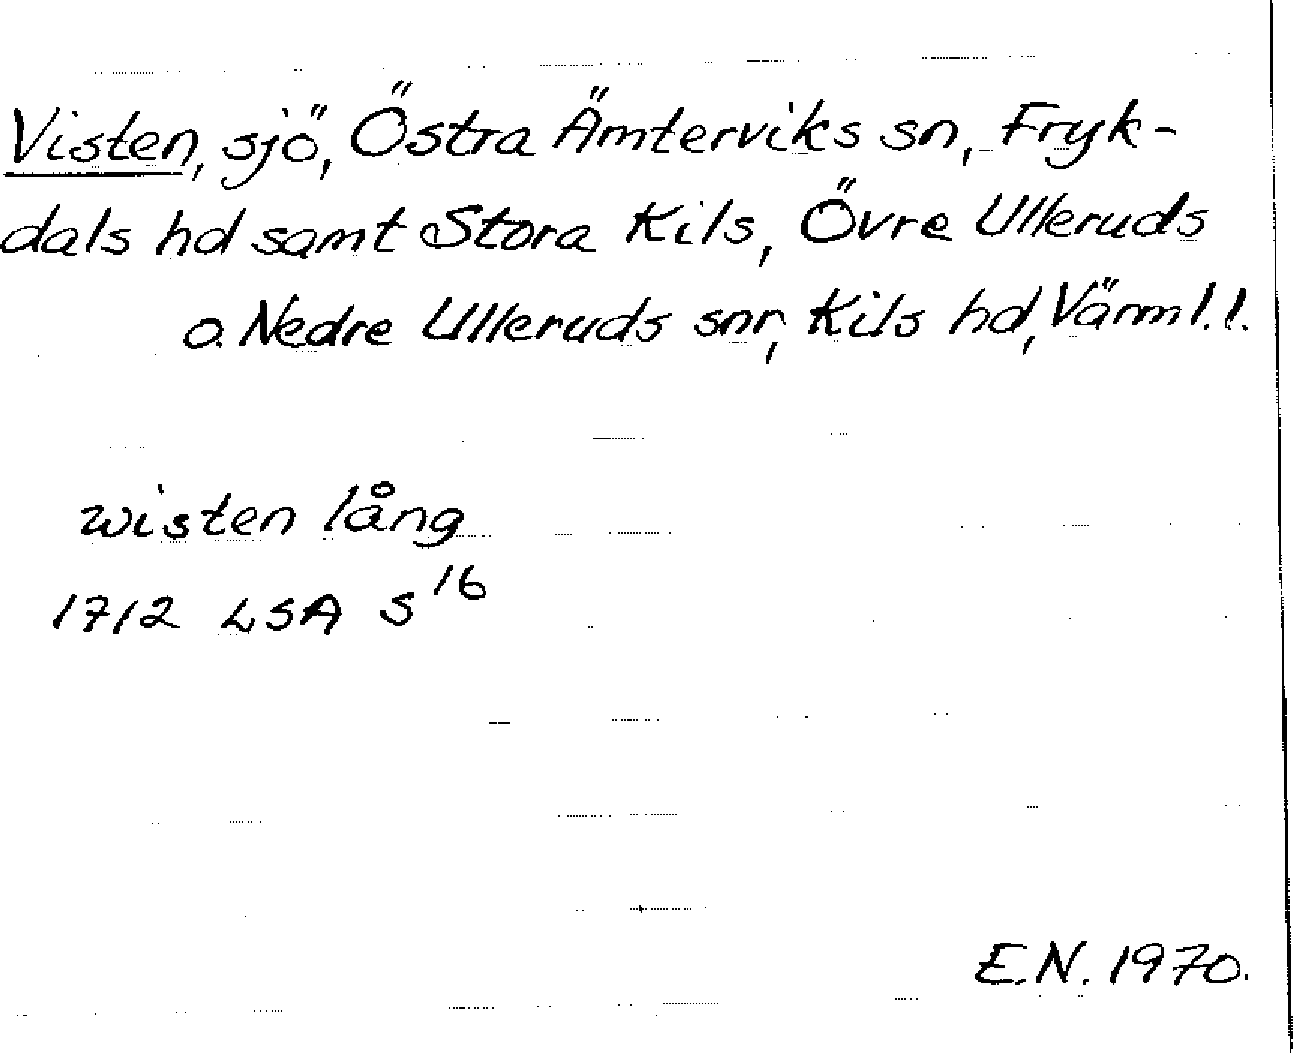 Visten, sjö, Östra Ämterviks sn, Fryk-
dals hd samt Stora Kils, Övre Ulleruds
o. Nedre Ulleruds snr, Kils hd, Värml. l.
wisten lång
1712 LSA S 16
E.N. 1970.